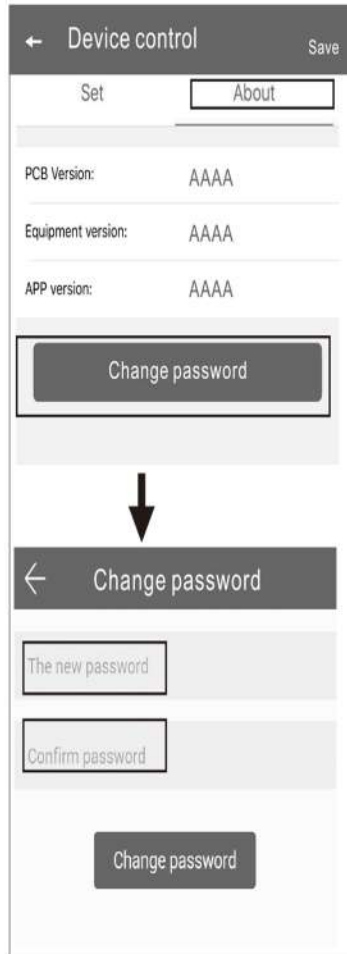 Device control
Save
Set About
PCB Version: AAAA
Equipment version: AAAA
APP version: AAAA
Change password
Change password
The new password
Confirm password
Change password